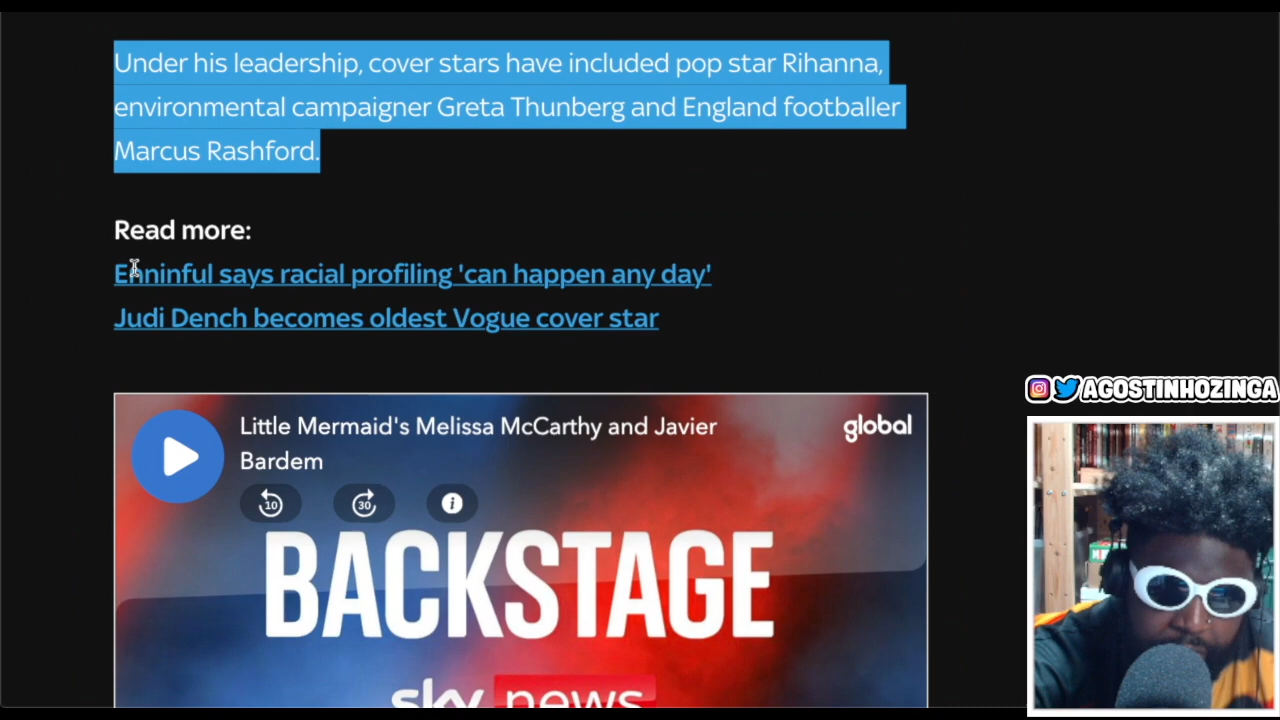 Under his leadership, cover stars have included pop star Rihanna,
environmental campaigner Greta Thunberg and England footballer
Marcus Rashford.
Read more:
Enninful says racial profiling 'can happen any day'
Judi Dench becomes oldest Vogue cover star
AGOSTINHOZINGA
Little Mermaid's Melissa McCarthy and Javier
Bardem
global
10
30
BACKSTAGE
sky news